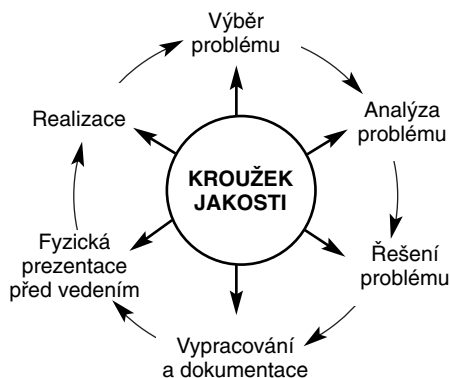 Výběr
problému
Analýza
problému
Řešení
problému
Vypracování
a dokumentace
Fyzická
prezentace
před vedením
Realizace
KROUŽEK
JAKOSTI